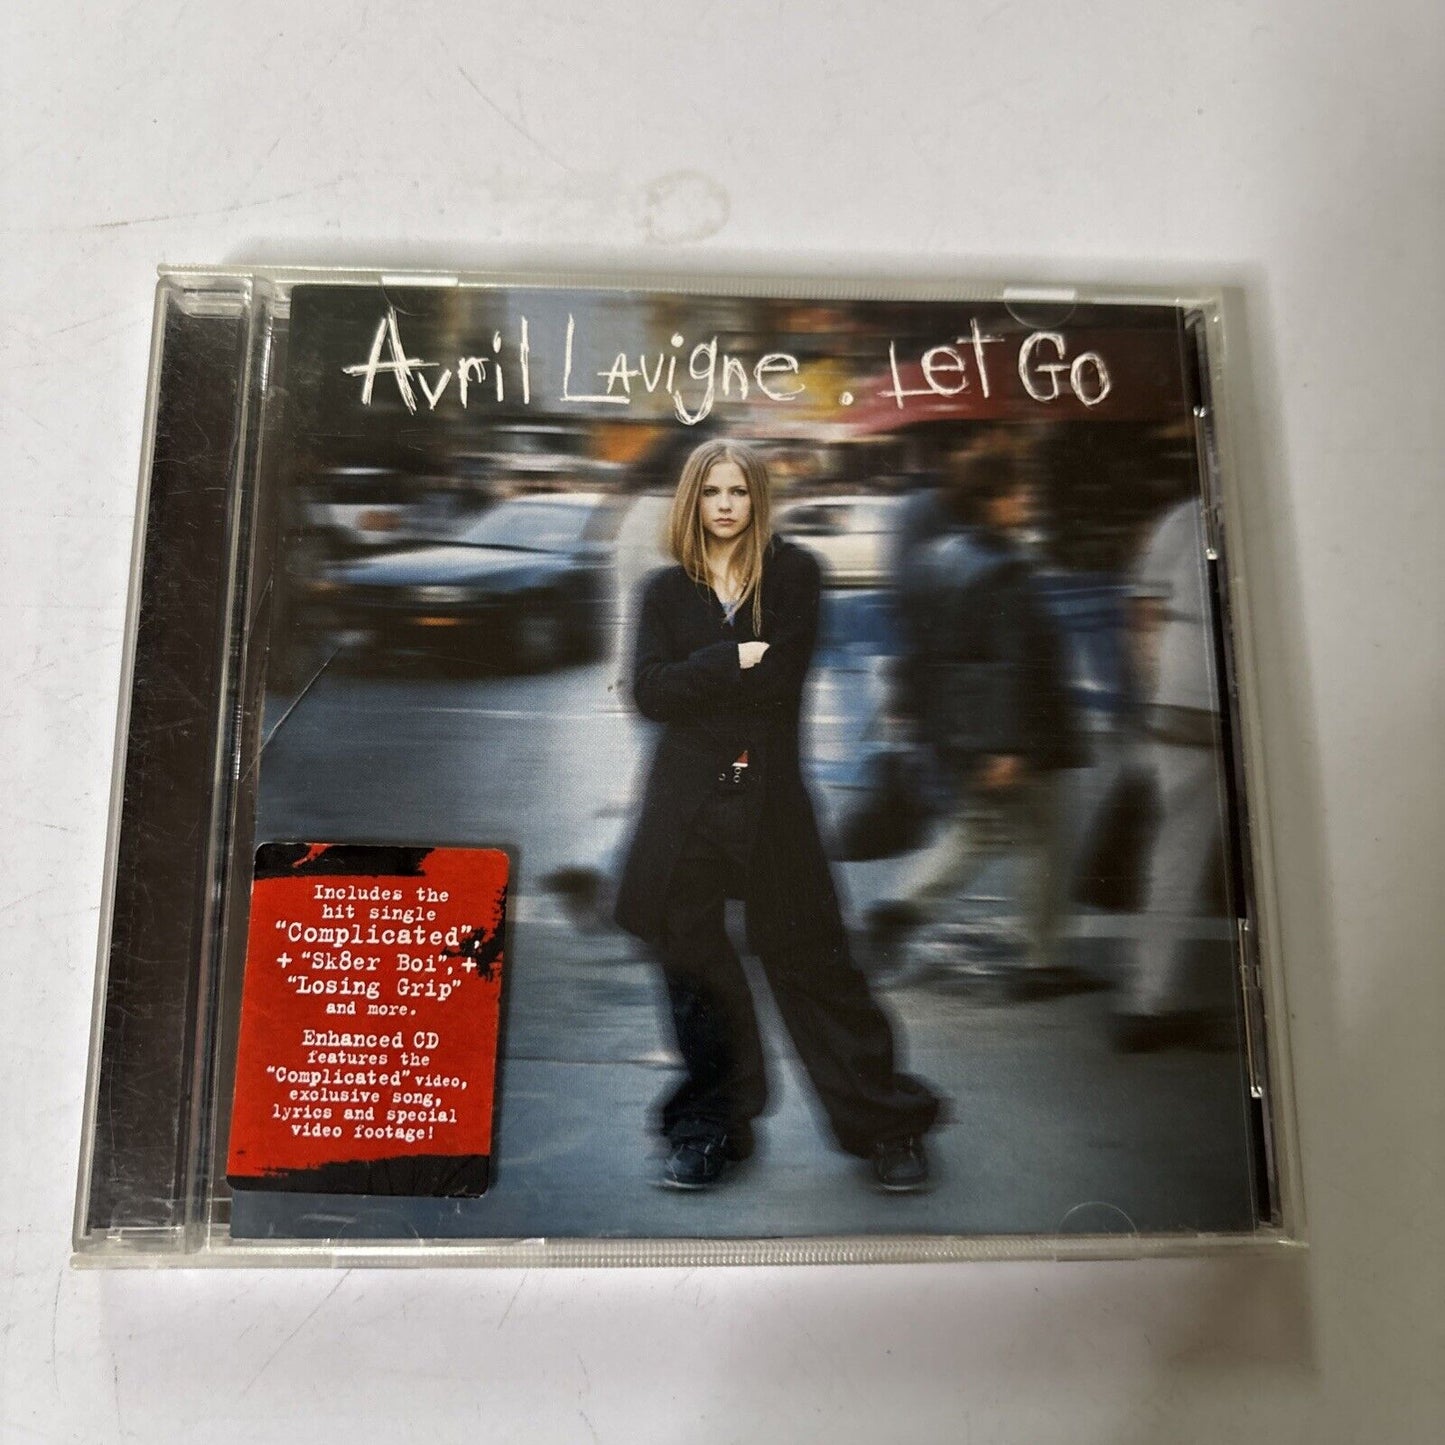 Avril Lavigne . Let Go
Includes the
hit single
“Complicated”,
+ “Sk8er Boi”, +
“Losing Grip”
and more.
Enhanced CD
features the
“Complicated” video,
exclusive song,
lyrics and special
video footage!